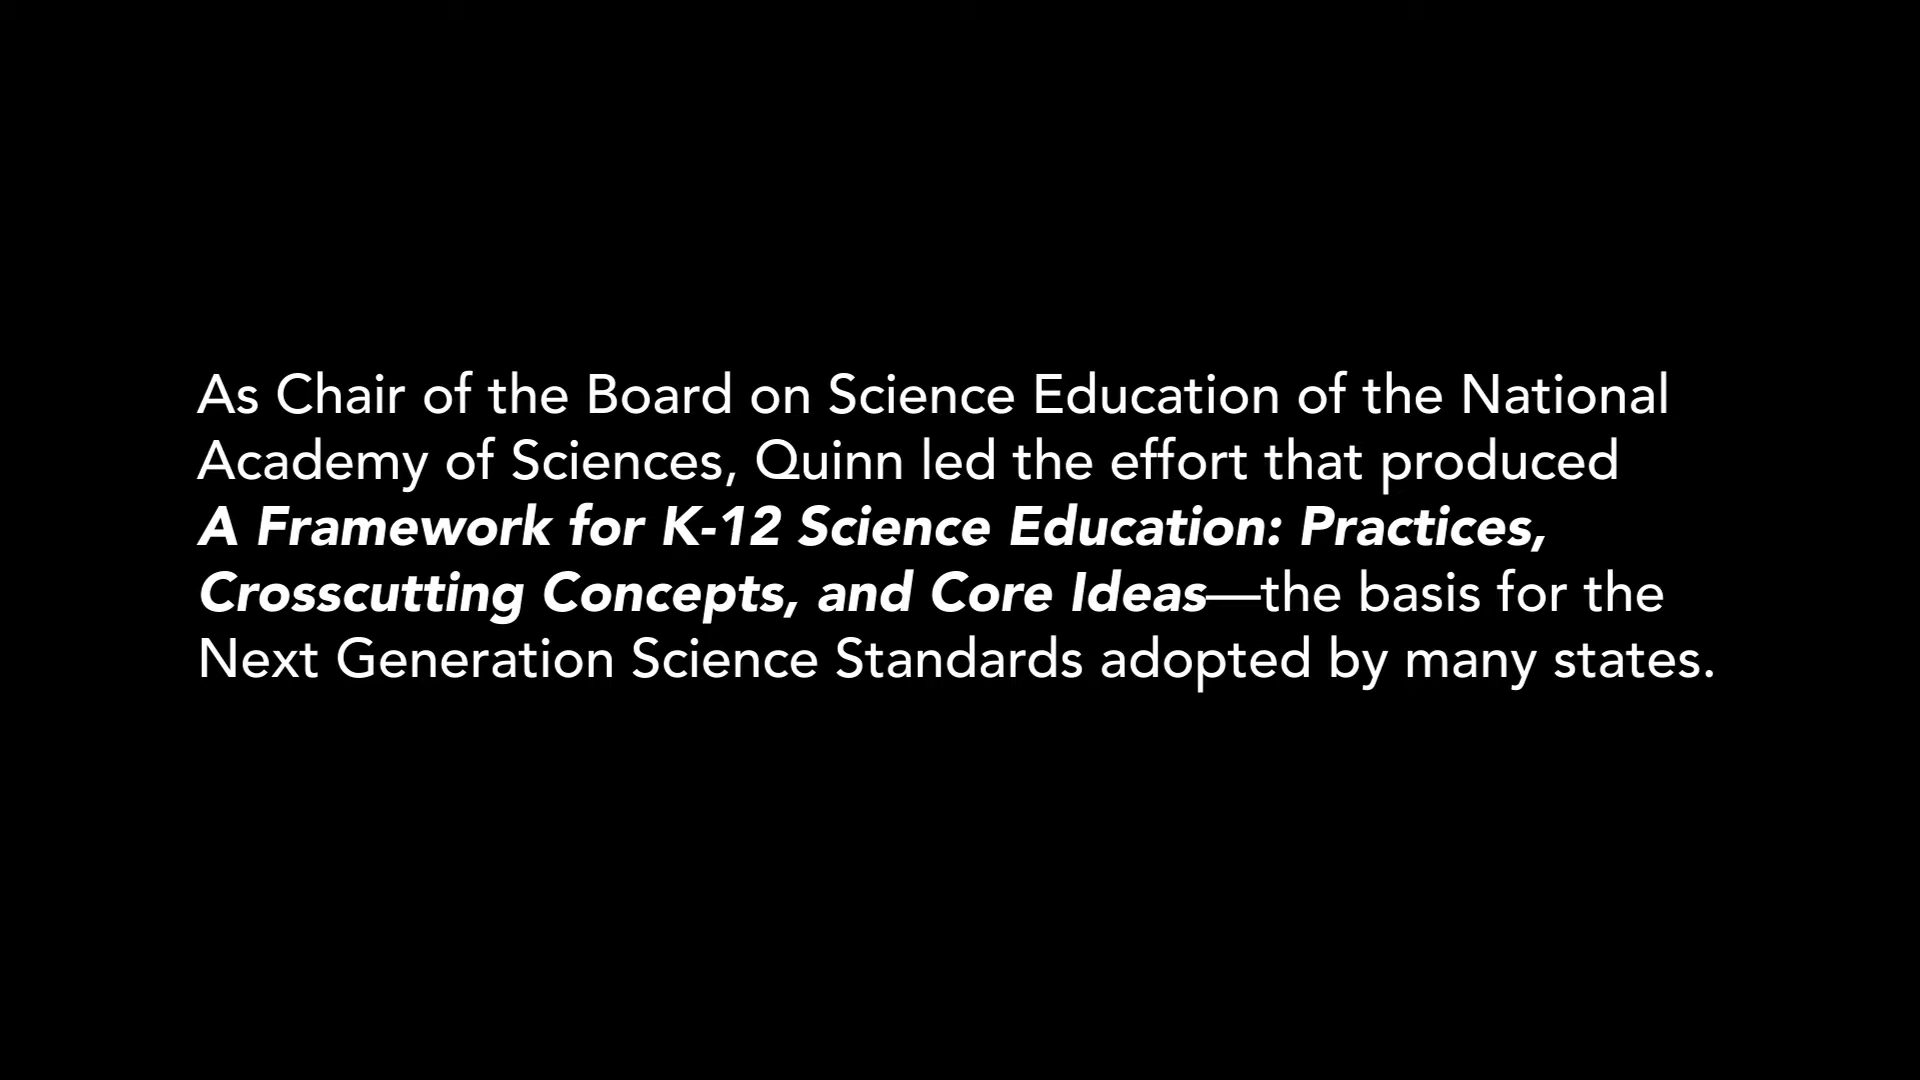 As Chair of the Board on Science Education of the National
Academy of Sciences, Quinn led the effort that produced
A Framework for K-12 Science Education: Practices,
Crosscutting Concepts, and Core Ideas—the basis for the
Next Generation Science Standards adopted by many states.